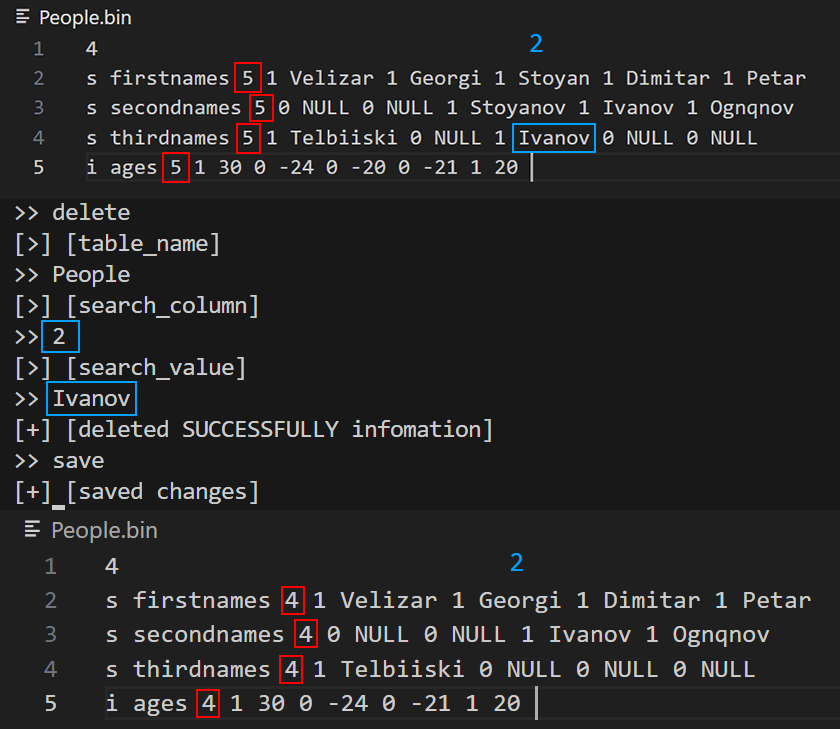 People.bin
2
1 4
2 s firstnames 5 1 Velizar 1 Georgi 1 Stoyan 1 Dimitar 1 Petar
3 s secondnames 5 0 NULL 0 NULL 1 Stoyanov 1 Ivanov 1 Ognqnov
4 s thirdnames 5 1 Telbiiski 0 NULL 1 Ivanov 0 NULL 0 NULL
5 i ages 5 1 30 0 -24 0 -20 0 -21 1 20
>> delete
[>] [table_name]
>> People
[>] [search_column]
>> 2
[>] [search_value]
>> Ivanov
[+] [deleted SUCCESSFULLY infomation]
>> save
[+] [saved changes]
People.bin
2
1 4
2 s firstnames 4 1 Velizar 1 Georgi 1 Dimitar 1 Petar
3 s secondnames 4 0 NULL 0 NULL 1 Ivanov 1 Ognqnov
4 s thirdnames 4 1 Telbiiski 0 NULL 0 NULL 0 NULL
5 i ages 4 1 30 0 -24 0 -21 1 20